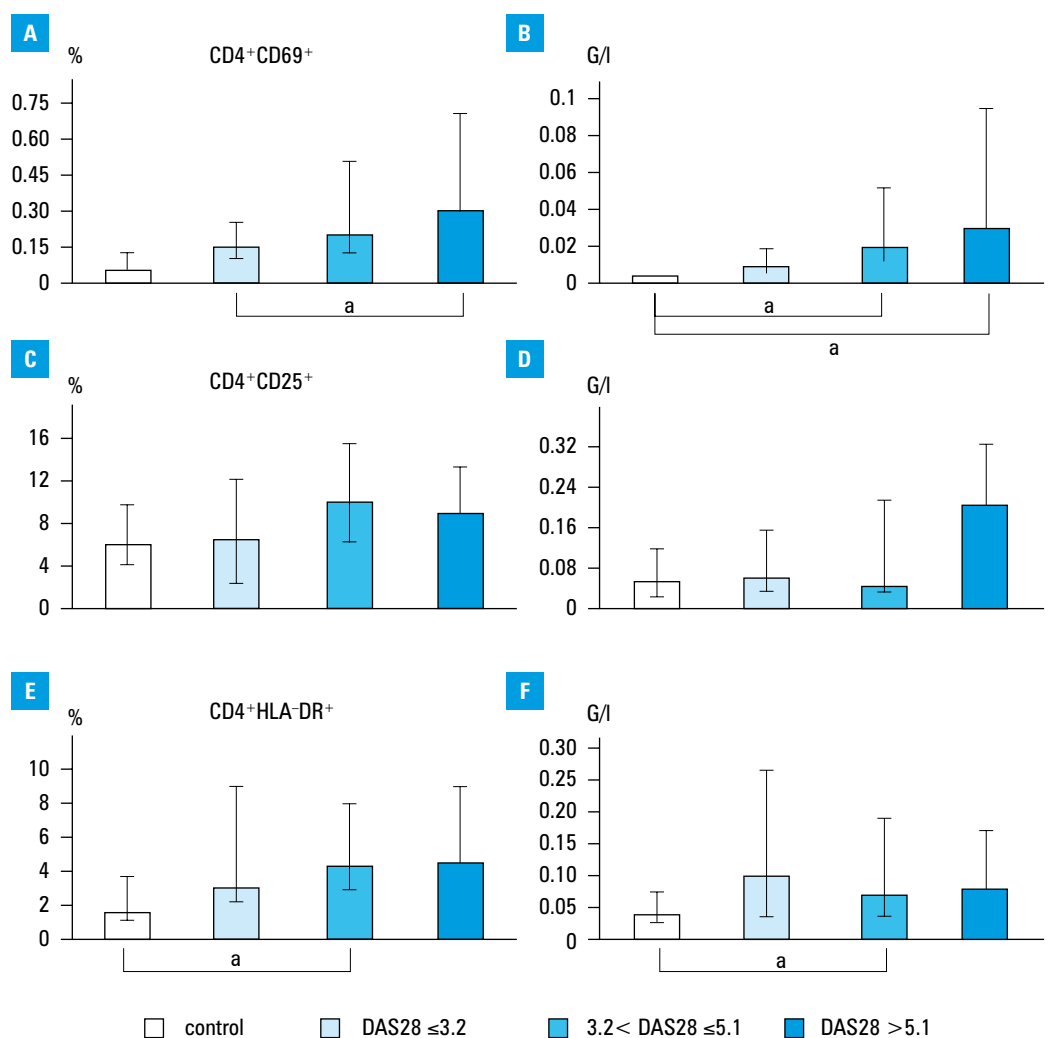 A
% CD4⁺CD69⁺
0.75
0.60
0.45
0.30
0.15
0
a
B
G/l
0.1
0.08
0.06
0.04
0.02
0
a
a
C
% CD4⁺CD25⁺
16
12
8
4
0
D
G/l
0.32
0.24
0.16
0.08
0
E
% CD4⁺HLA⁻DR⁺
10
8
6
4
2
0
a
F
G/l
0.30
0.25
0.20
0.15
0.10
0.05
0
a
control DAS28 ≤3.2 3.2< DAS28 ≤5.1 DAS28 >5.1